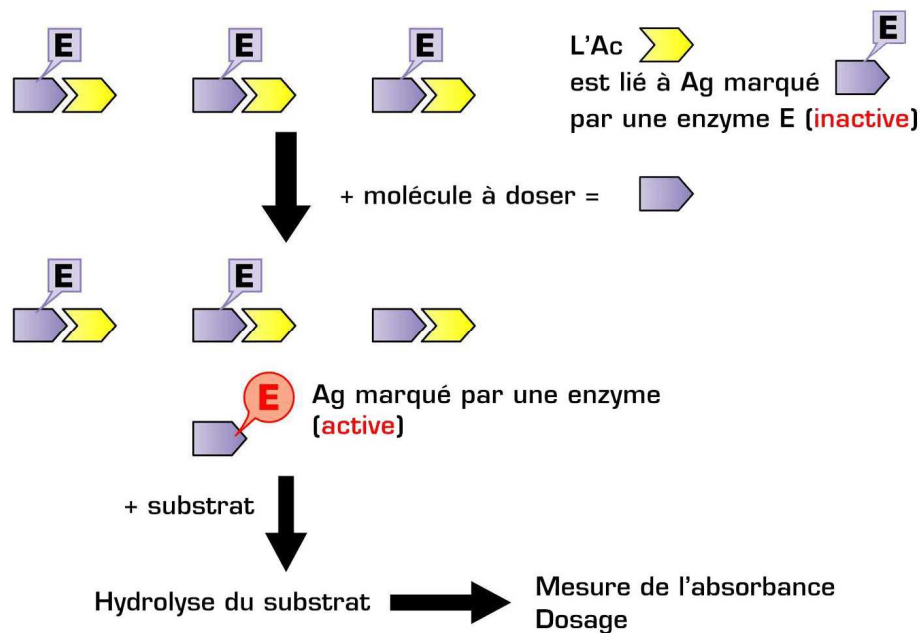 E
E
E
L'Ac
E
est lié à Ag marqué
par une enzyme E (inactive)
+ molécule à doser =
E
E
E
Ag marqué par une enzyme
(active)
+ substrat
Hydrolyse du substrat
Mesure de l'absorbance
Dosage